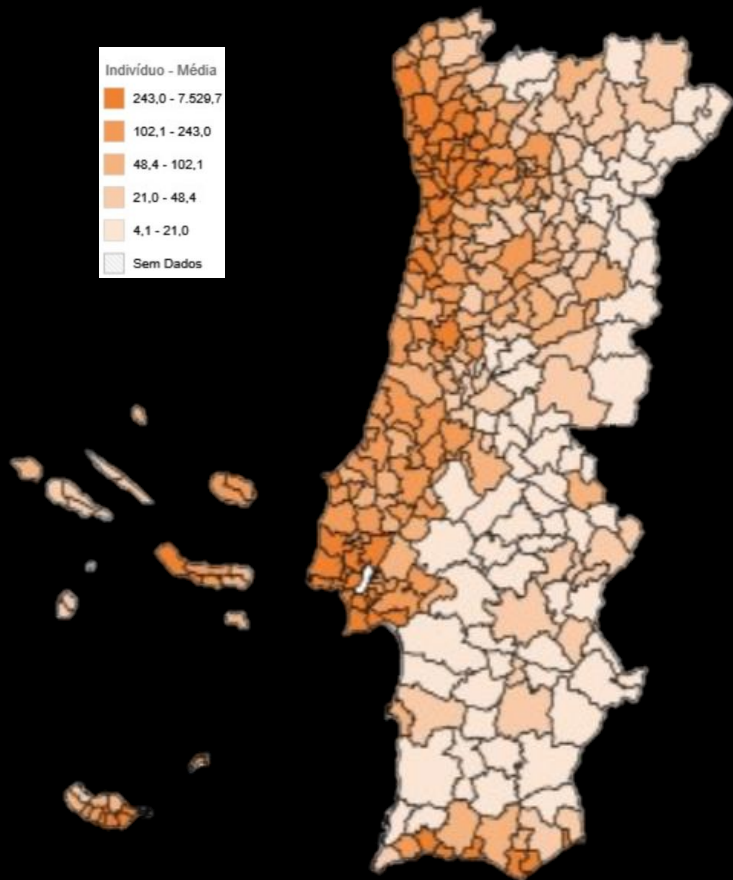 Indivíduo - Média
243,0 - 7.529,7
102,1 - 243,0
48,4 - 102,1
21,0 - 48,4
4,1 - 21,0
Sem Dados